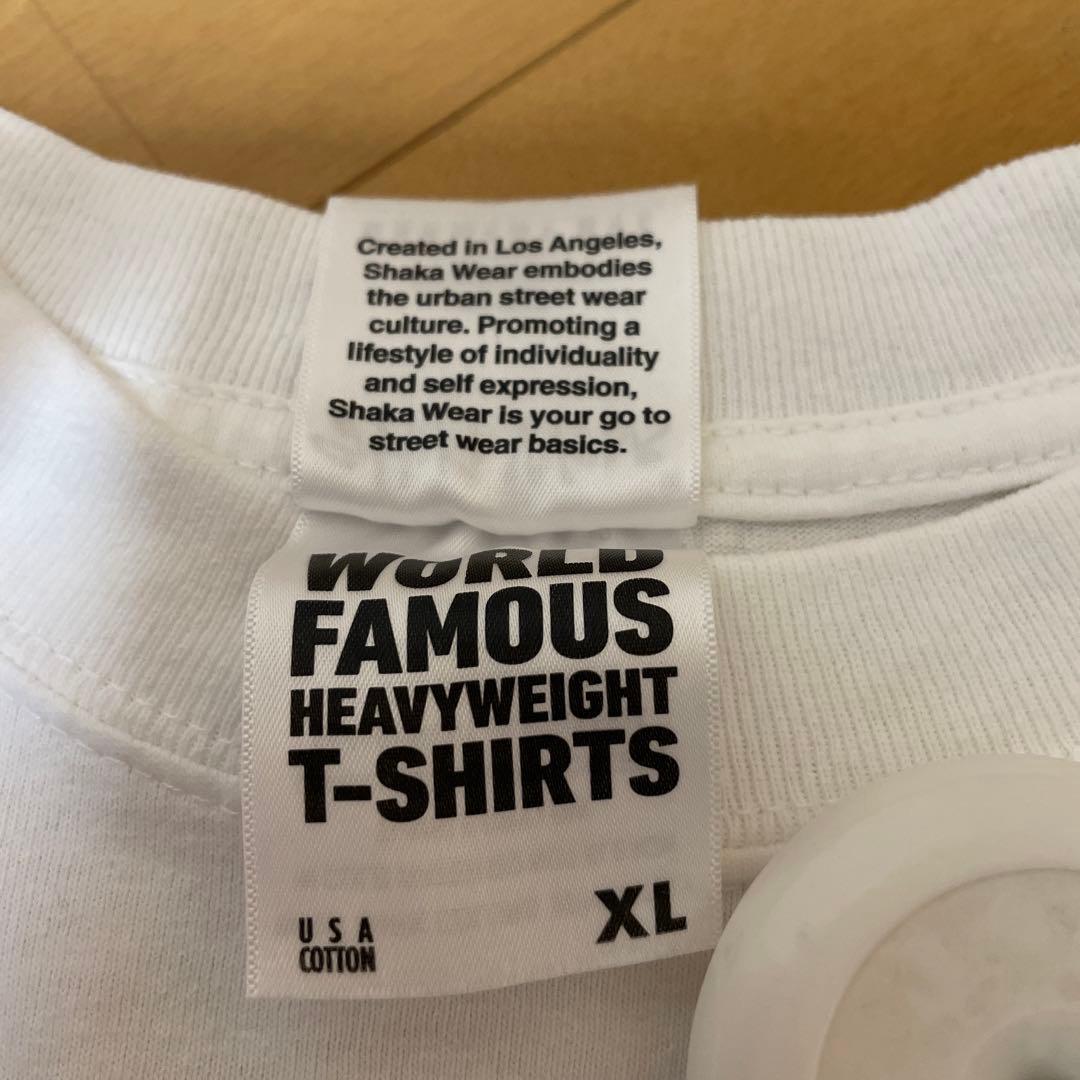 Created in Los Angeles,
Shaka Wear embodies
the urban street wear
culture. Promoting a
lifestyle of individuality
and self expression,
Shaka Wear is your go to
street wear basics.
WORLD
FAMOUS
HEAVYWEIGHT
T-SHIRTS
USA
COTTON
XL